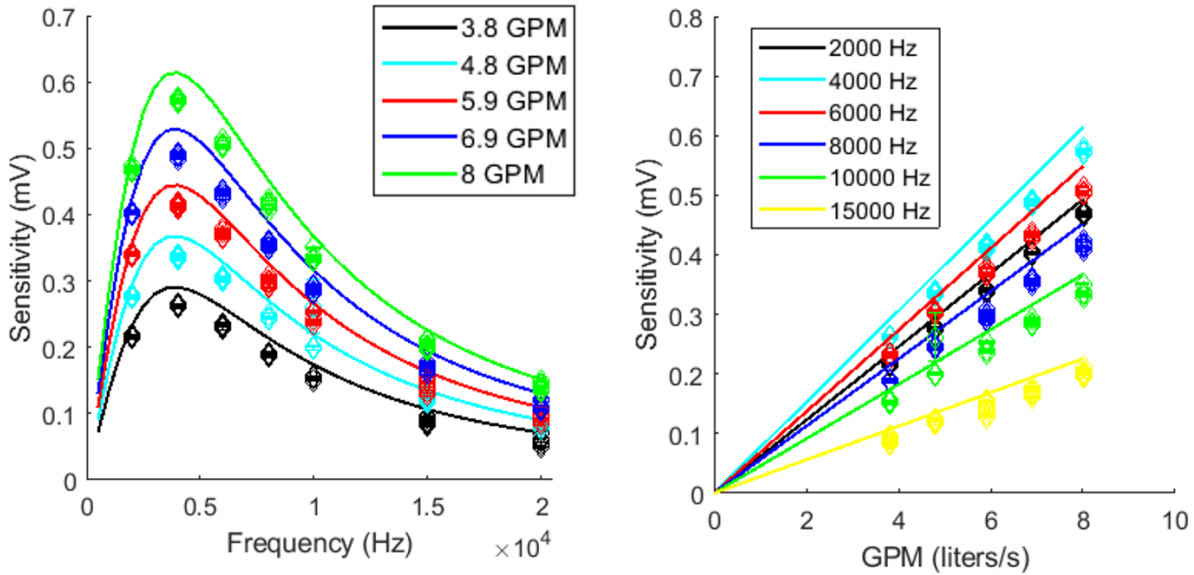 Sensitivity (mV)
0.7
0.6
0.5
0.4
0.3
0.2
0.1
0
0 0.5 1 1.5 2
×10⁴
Frequency (Hz)
3.8 GPM
4.8 GPM
5.9 GPM
6.9 GPM
8 GPM
Sensitivity (mV)
0.8
0.7
0.6
0.5
0.4
0.3
0.2
0.1
0
0 2 4 6 8 10
GPM (liters/s)
2000 Hz
4000 Hz
6000 Hz
8000 Hz
10000 Hz
15000 Hz